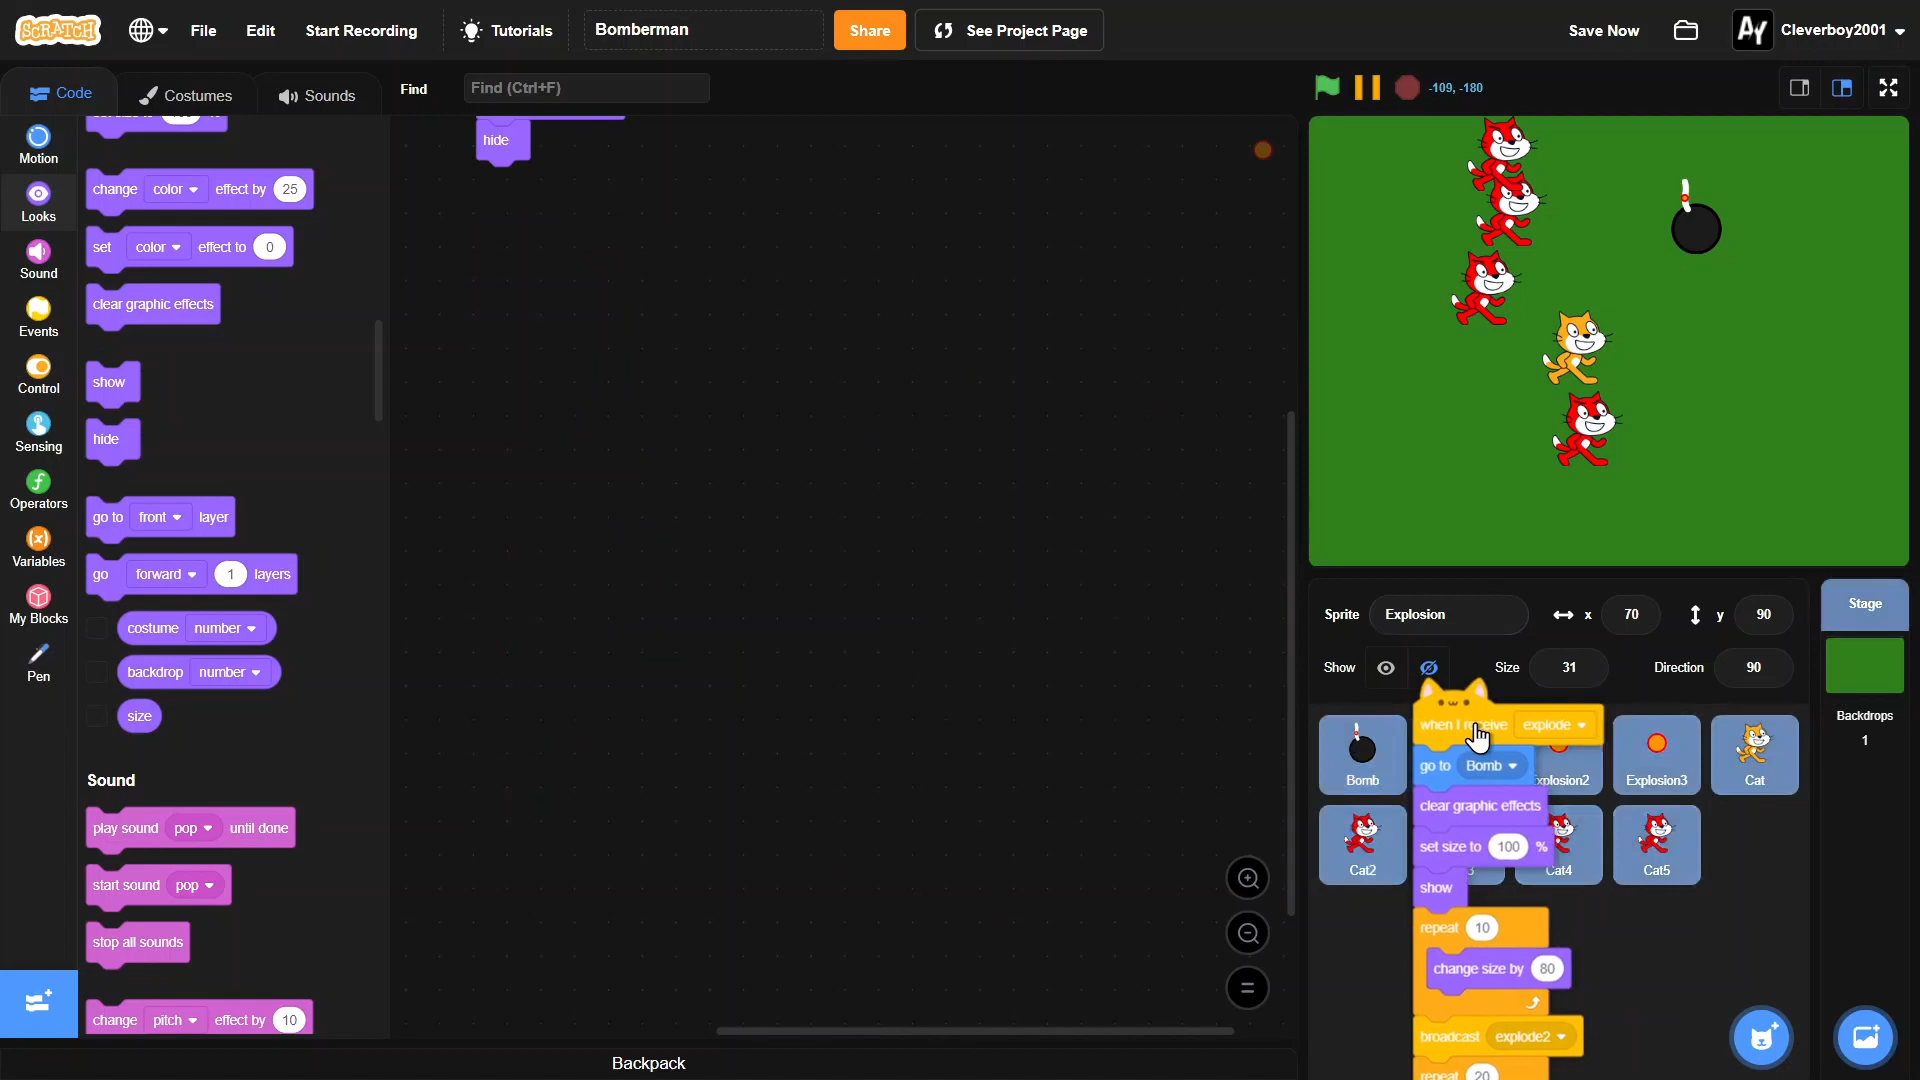 SCRATCH
File
Edit
Start Recording
Tutorials
Bomberman
Share
See Project Page
Save Now
Ay
Cleverboy2001
Code
Costumes
Sounds
Find
Find (Ctrl+F)
-109, -180
Motion
Looks
Sound
Events
Control
Sensing
Operators
Variables
My Blocks
Pen
change color effect by 25
set color effect to 0
clear graphic effects
show
hide
go to front layer
go forward 1 layers
costume number
backdrop number
size
Sound
play sound pop until done
start sound pop
stop all sounds
change pitch effect by 10
hide
Backpack
Sprite Explosion x 70 y 90
Show Size 31 Direction 90
Stage
Backdrops
1
when I receive explode
go to Bomb
clear graphic effects
set size to 100 %
show
repeat 10
change size by 80
broadcast explode2
repeat 20
Bomb
Explosion3
Cat
Cat2
3
Cat4
Cat5